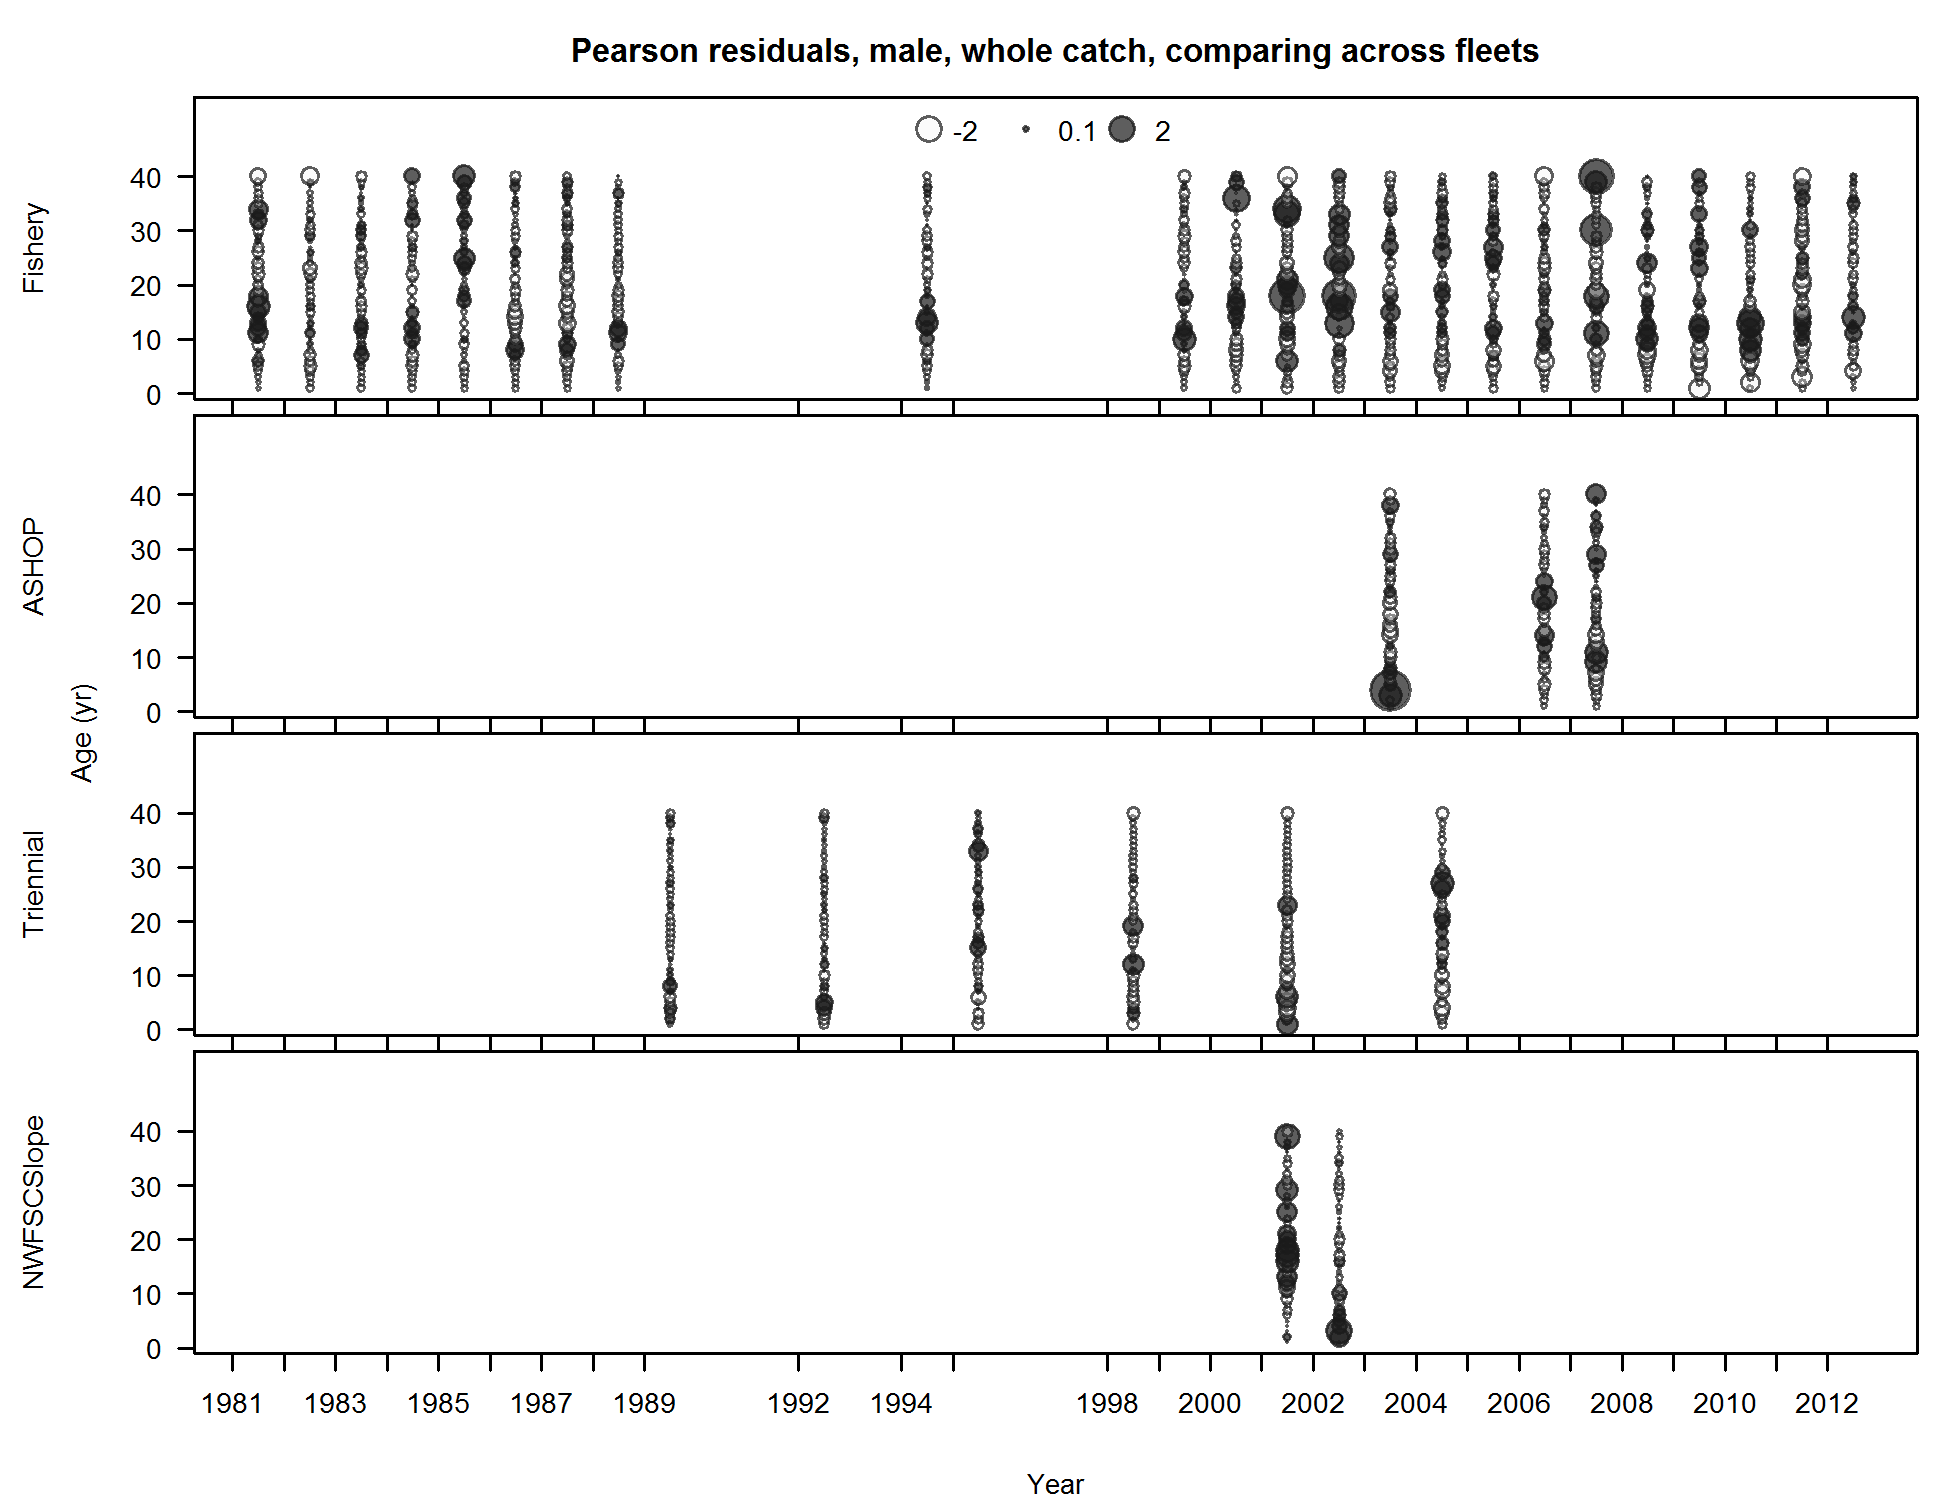 Pearson residuals, male, whole catch, comparing across fleets
-2 0.1 2
Fishery
40
30
20
10
0
ASHOP
40
30
20
10
0
Age (yr)
Triennial
40
30
20
10
0
NWFSCSlope
40
30
20
10
0
1981 1983 1985 1987 1989 1992 1994 1998 2000 2002 2004 2006 2008 2010 2012
Year